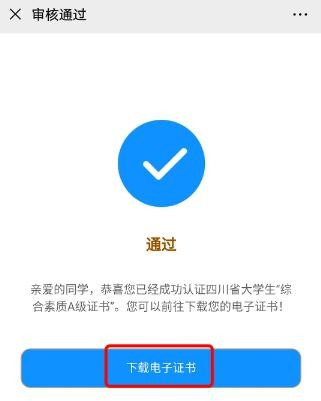 审核通过
通过
亲爱的同学，恭喜您已经成功认证四川省大学生“综
合素质A级证书”。您可以前往下载您的电子证书！
下载电子证书